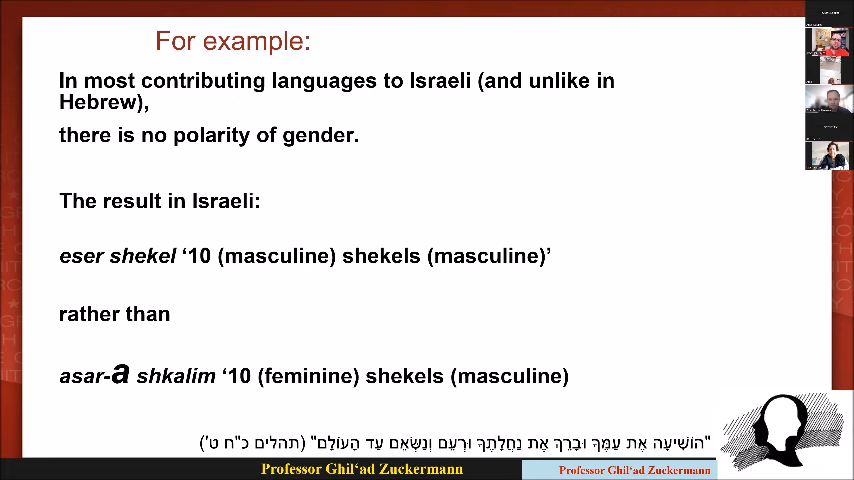 For example:
In most contributing languages to Israeli (and unlike in
Hebrew),
there is no polarity of gender.
The result in Israeli:
eser shekel ‘10 (masculine) shekels (masculine)’
rather than
asar-a shkalím ‘10 (feminine) shekels (masculine)
"הוֹשִׁיעָה אֶת עַמֶּךָ וּבָרֵךְ אֶת נַחֲלָתֶךָ וּרְעֵם וְנַשְּׂאֵם עַד הָעוֹלָם" (תהלים כ"ח ט')
Professor Ghil‘ad Zuckermann
Professor Ghil‘ad Zuckermann